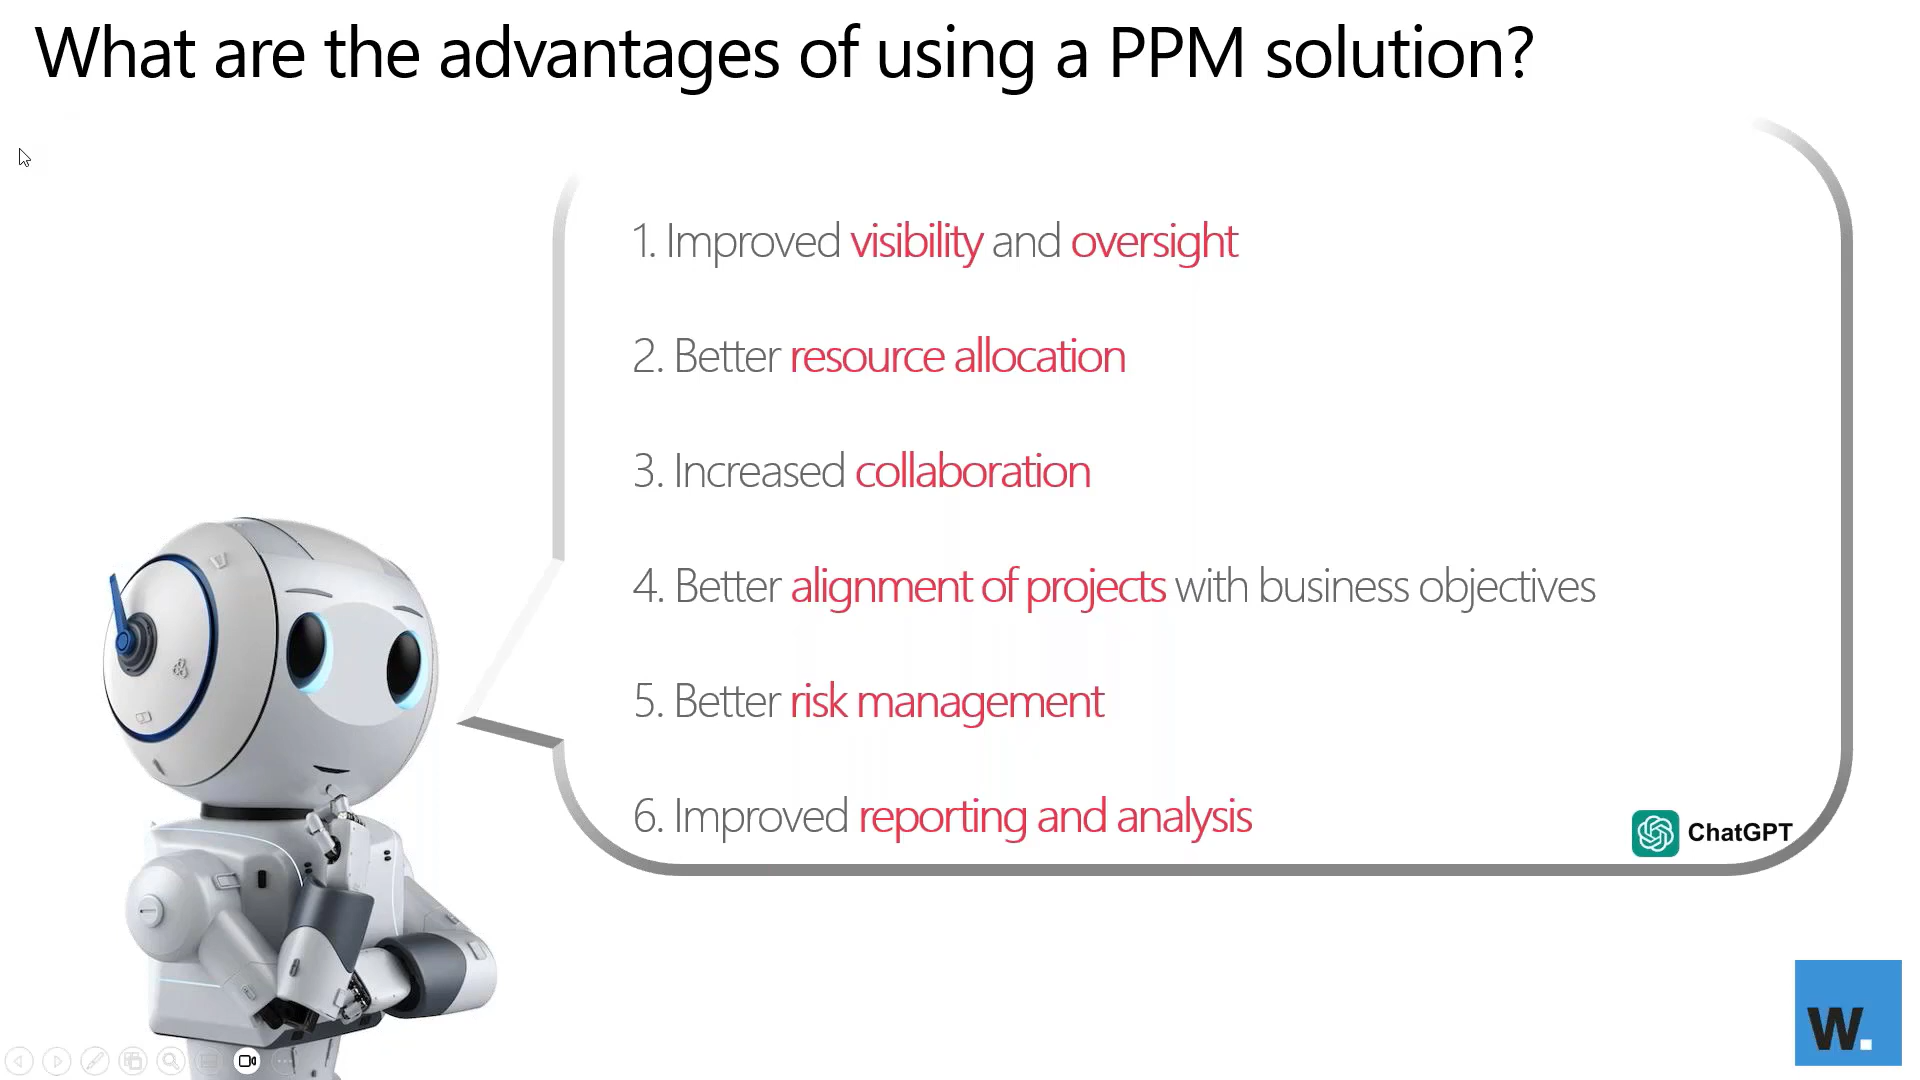 What are the advantages of using a PPM solution?
1. Improved visibility and oversight
2. Better resource allocation
3. Increased collaboration
4. Better alignment of projects with business objectives
5. Better risk management
6. Improved reporting and analysis
ChatGPT
W.